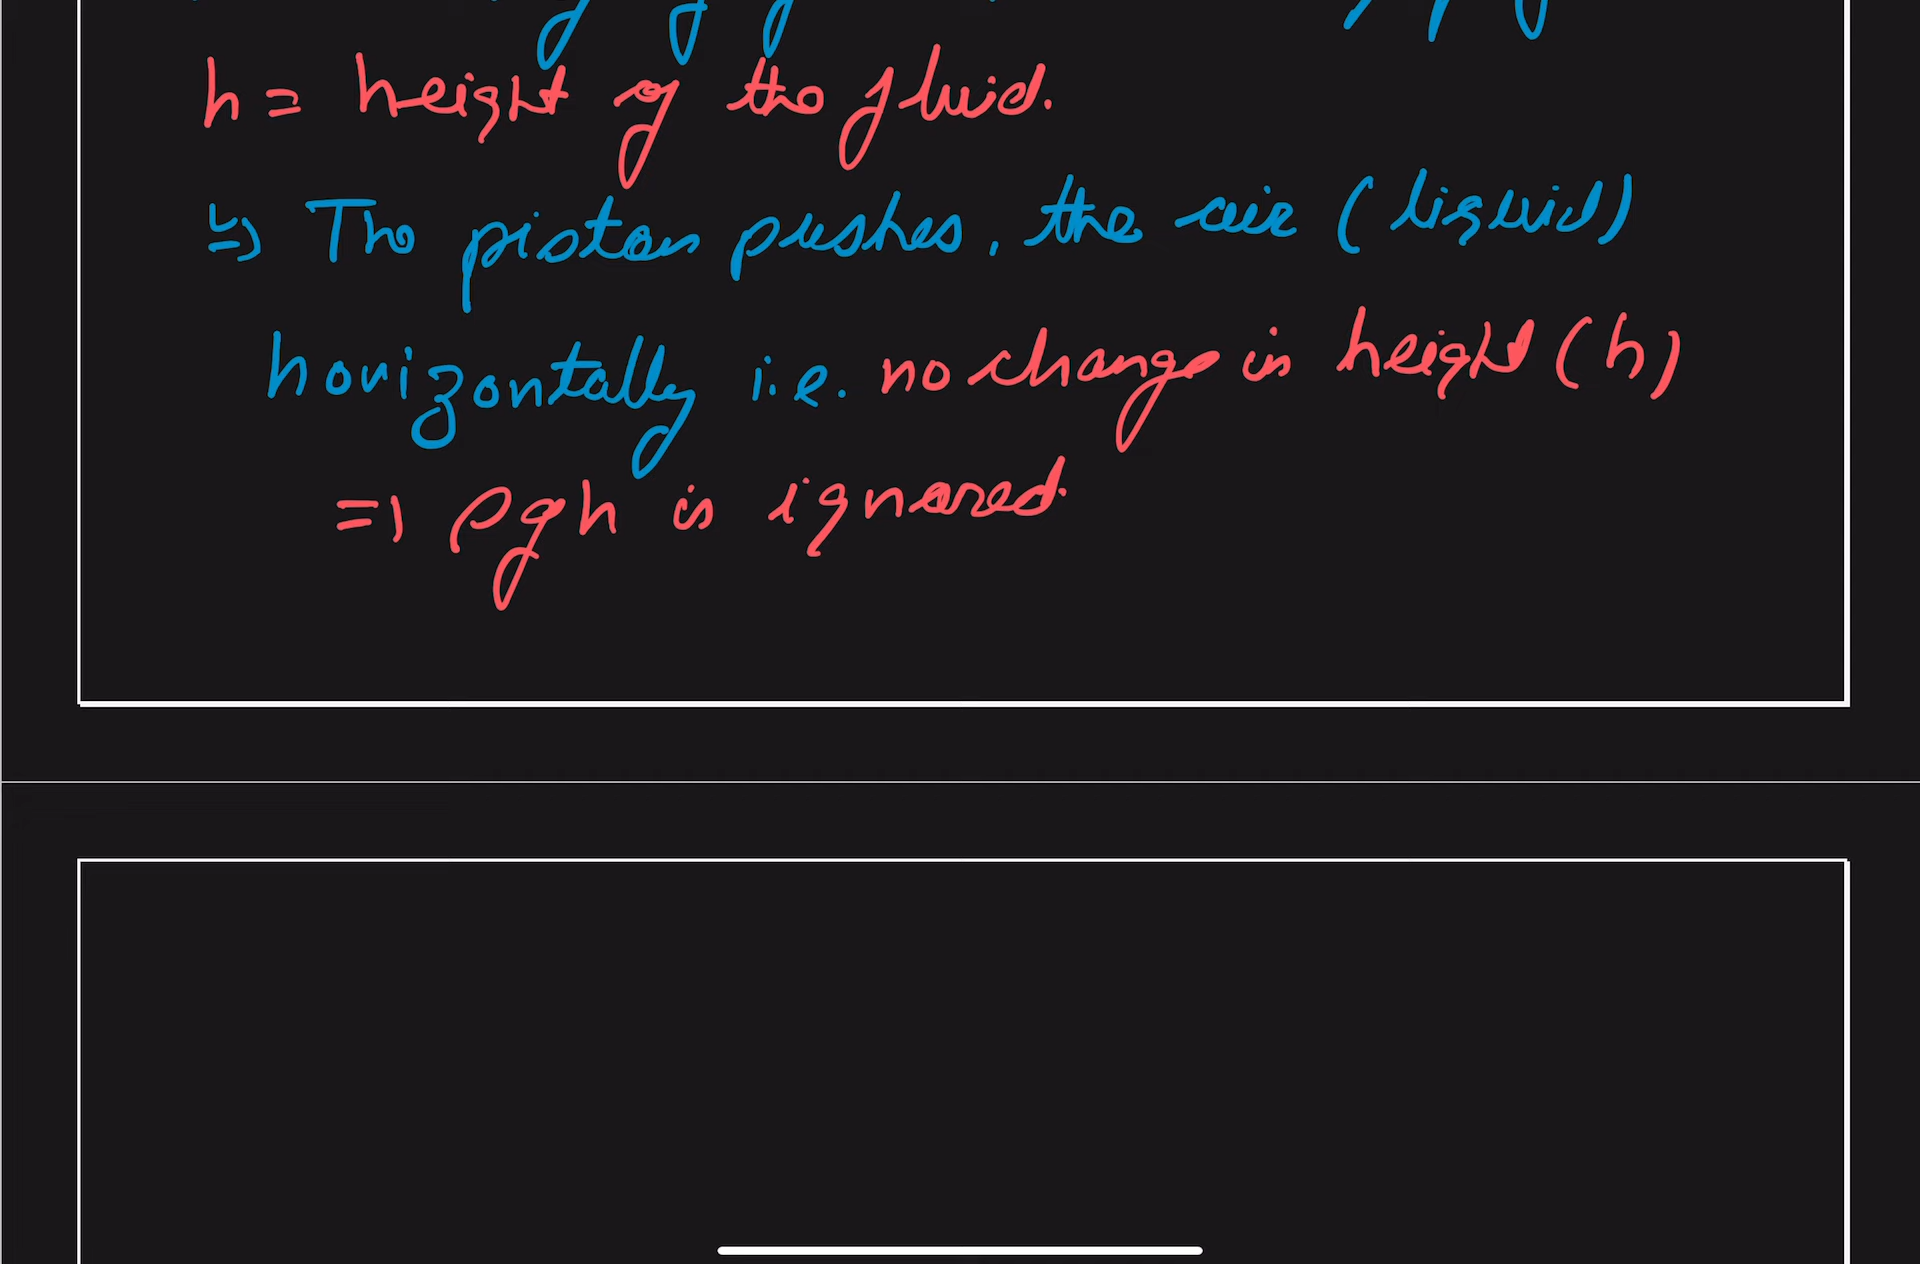 h = height of the fluid.
↳ The piston pushes, the air (liquid)
horizontally i.e. no change in height (h)
=> ρgh is ignored.